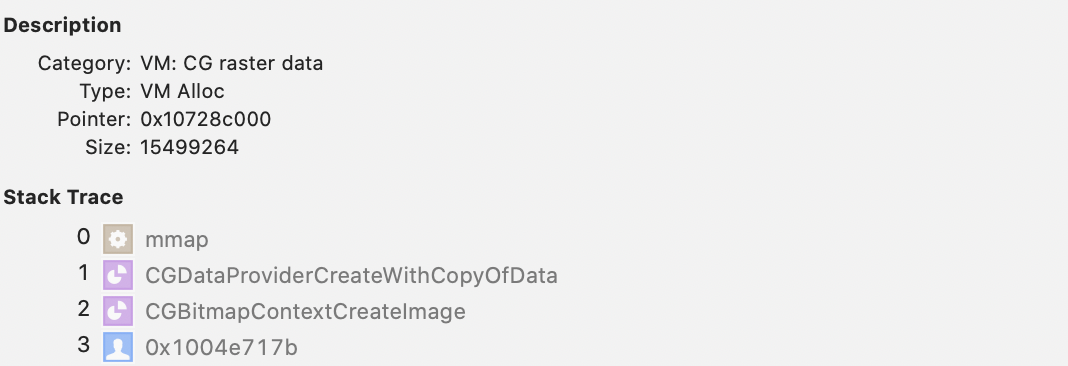 Description
Category: VM: CG raster data
Type: VM Alloc
Pointer: 0x10728c000
Size: 15499264
Stack Trace
0 mmap
1 CGDataProviderCreateWithCopyOfData
2 CGBitmapContextCreateImage
3 0x1004e717b